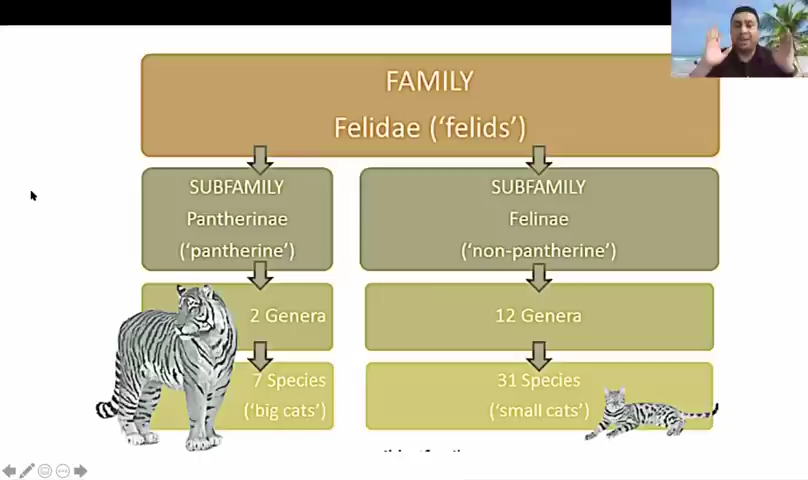 FAMILY
Felidae (‘felids’)
SUBFAMILY
Pantherinae
(‘pantherine’)
SUBFAMILY
Felinae
(‘non-pantherine’)
2 Genera
12 Genera
7 Species
(‘big cats’)
31 Species
(‘small cats’)